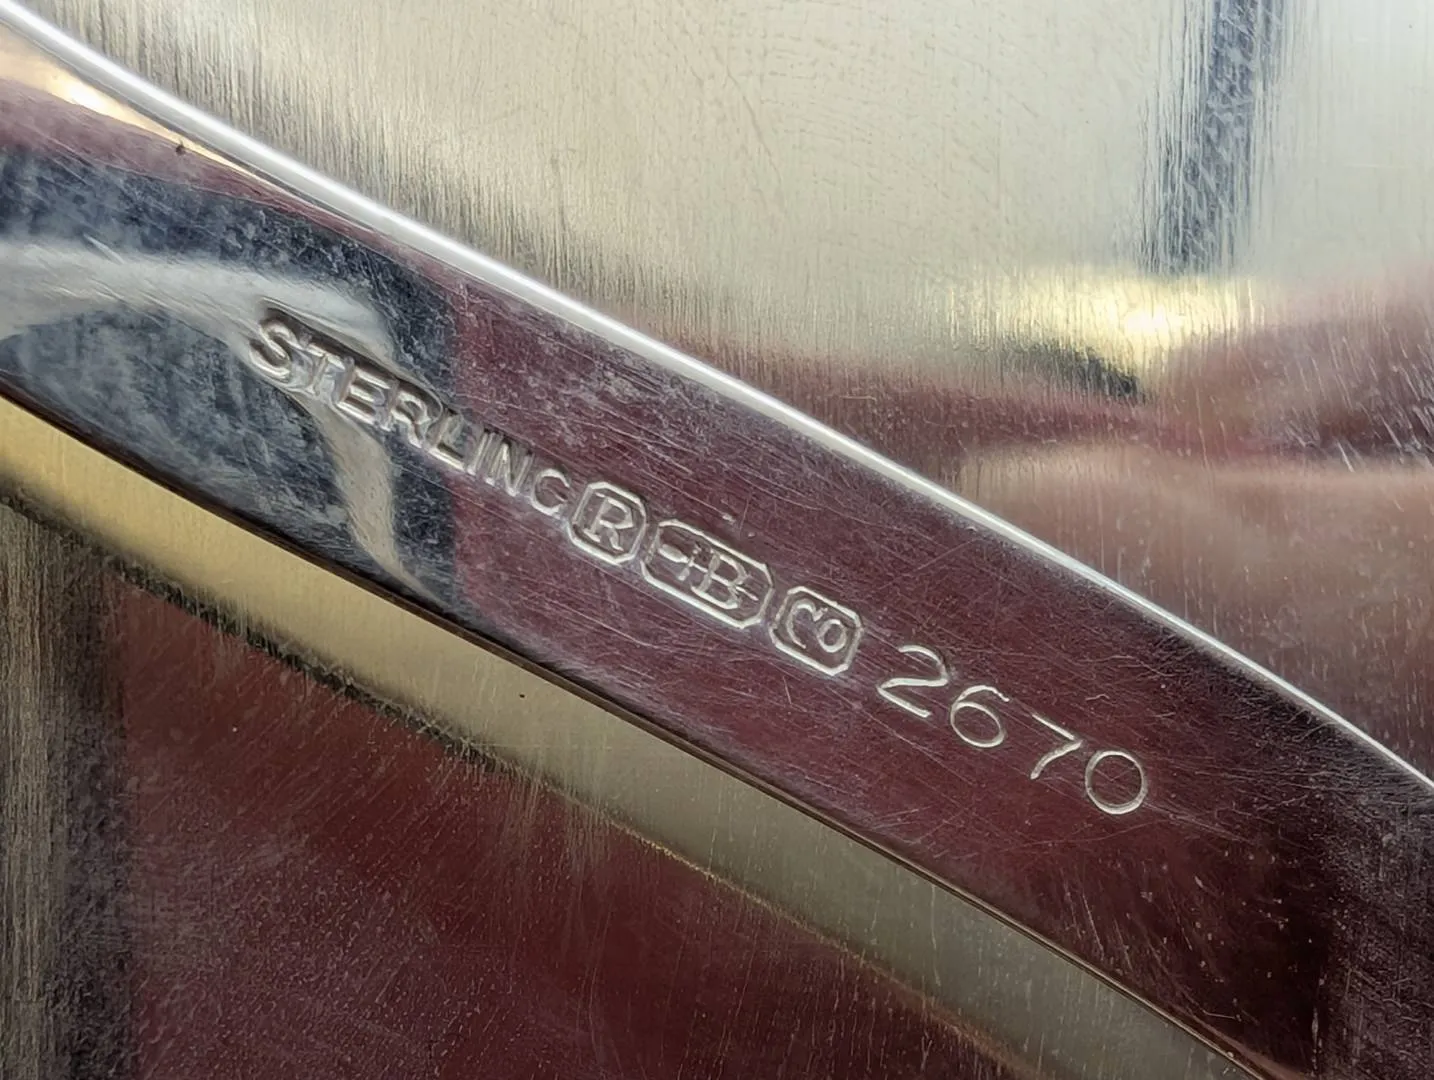 STERLING R B Co 2670